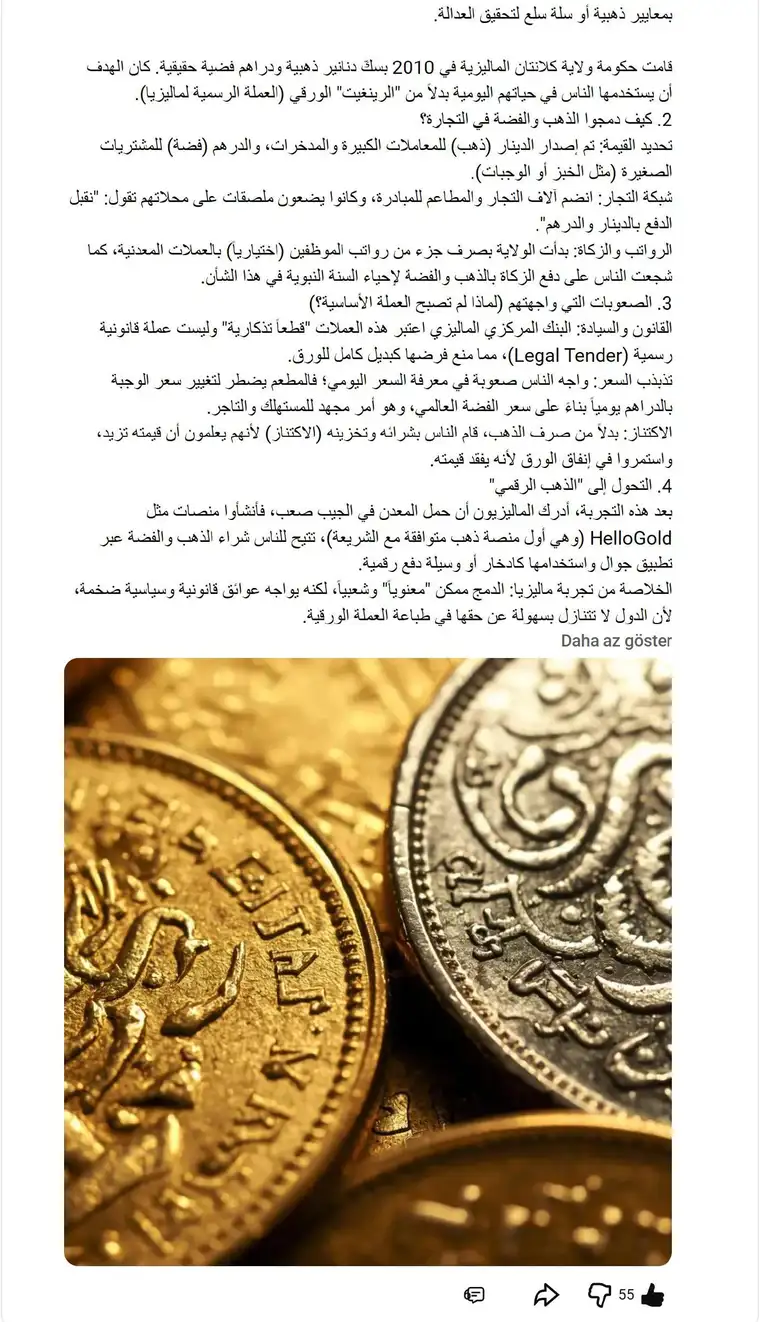 بمعايير ذهبية أو سلة سلع لتحقيق العدالة.
قامت حكومة ولاية كلانتان الماليزية في 2010 بسكّ دنانير ذهبية ودراهم فضية حقيقية. كان الهدف
أن يستخدمها الناس في حياتهم اليومية بدلاً من "الرينغيت" الورقي (العملة الرسمية لماليزيا).
2. كيف دمجوا الذهب والفضة في التجارة؟
تحديد القيمة: تم إصدار الدينار (ذهب) للمعاملات الكبيرة والمدخرات، والدرهم (فضة) للمشتريات
الصغيرة (مثل الخبز أو الوجبات).
شبكة التجار: انضم آلاف التجار والمطاعم للمبادرة، وكانوا يضعون ملصقات على محلاتهم تقول: "نقبل
الدفع بالدينار والدرهم".
الرواتب والزكاة: بدأت الولاية بصرف جزء من رواتب الموظفين (اختيارياً) بالعملات المعدنية، كما
شجعت الناس على دفع الزكاة بالذهب والفضة لإحياء السنة النبوية في هذا الشأن.
3. الصعوبات التي واجهتهم (لماذا لم تصبح العملة الأساسية؟)
القانون والسيادة: البنك المركزي الماليزي اعتبر هذه العملات "قطعاً تذكارية" وليست عملة قانونية
رسمية (Legal Tender)، مما منع فرضها كبديل كامل للورق.
تذبذب السعر: واجه الناس صعوبة في معرفة السعر اليومي؛ فالمطعم يضطر لتغيير سعر الوجبة
بالدراهم يومياً بناءً على سعر الفضة العالمي، وهو أمر مجهد للمستهلك والتاجر.
الاكتناز: بدلاً من صرف الذهب، قام الناس بشرائه وتخزينه (الاكتناز) لأنهم يعلمون أن قيمته تزيد،
واستمروا في إنفاق الورق لأنه يفقد قيمته.
4. التحول إلى "الذهب الرقمي"
بعد هذه التجربة، أدرك الماليزيون أن حمل المعدن في الجيب صعب، فأنشأوا منصات مثل
HelloGold (وهي أول منصة ذهب متوافقة مع الشريعة)، تتيح للناس شراء الذهب والفضة عبر
تطبيق جوال واستخدامها كادخار أو وسيلة دفع رقمية.
الخلاصة من تجربة ماليزيا: الدمج ممكن "معنوياً" وشعبياً، لكنه يواجه عوائق قانونية وسياسية ضخمة،
لأن الدول لا تتنازل بسهولة عن حقها في طباعة العملة الورقية.
Daha az göster
55